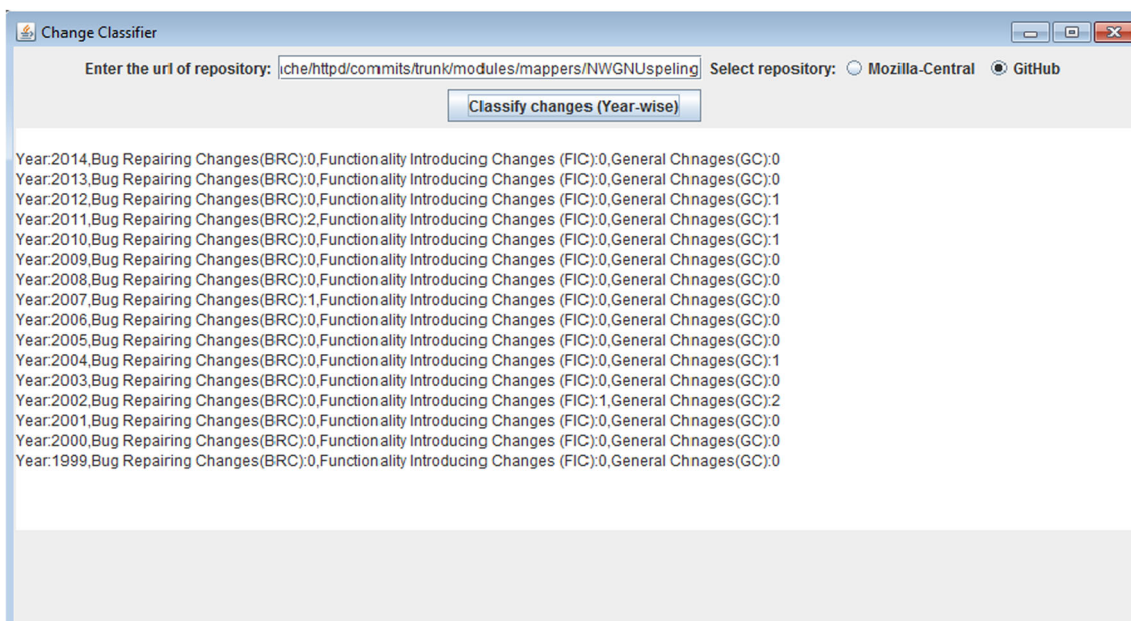 Change Classifier
Enter the url of repository: ıche/httpd/commits/trunk/modules/mappers/NWGNUspeling Select repository: Mozilla-Central GitHub
Classify changes (Year-wise)
Year:2014,Bug Repairing Changes(BRC):0,Functionality Introducing Changes (FIC):0,General Chnages(GC):0
Year:2013,Bug Repairing Changes(BRC):0,Functionality Introducing Changes (FIC):0,General Chnages(GC):0
Year:2012,Bug Repairing Changes(BRC):0,Functionality Introducing Changes (FIC):0,General Chnages(GC):1
Year:2011,Bug Repairing Changes(BRC):2,Functionality Introducing Changes (FIC):0,General Chnages(GC):1
Year:2010,Bug Repairing Changes(BRC):0,Functionality Introducing Changes (FIC):0,General Chnages(GC):1
Year:2009,Bug Repairing Changes(BRC):0,Functionality Introducing Changes (FIC):0,General Chnages(GC):0
Year:2008,Bug Repairing Changes(BRC):0,Functionality Introducing Changes (FIC):0,General Chnages(GC):0
Year:2007,Bug Repairing Changes(BRC):1,Functionality Introducing Changes (FIC):0,General Chnages(GC):0
Year:2006,Bug Repairing Changes(BRC):0,Functionality Introducing Changes (FIC):0,General Chnages(GC):0
Year:2005,Bug Repairing Changes(BRC):0,Functionality Introducing Changes (FIC):0,General Chnages(GC):0
Year:2004,Bug Repairing Changes(BRC):0,Functionality Introducing Changes (FIC):0,General Chnages(GC):1
Year:2003,Bug Repairing Changes(BRC):0,Functionality Introducing Changes (FIC):0,General Chnages(GC):0
Year:2002,Bug Repairing Changes(BRC):0,Functionality Introducing Changes (FIC):1,General Chnages(GC):2
Year:2001,Bug Repairing Changes(BRC):0,Functionality Introducing Changes (FIC):0,General Chnages(GC):0
Year:2000,Bug Repairing Changes(BRC):0,Functionality Introducing Changes (FIC):0,General Chnages(GC):0
Year:1999,Bug Repairing Changes(BRC):0,Functionality Introducing Changes (FIC):0,General Chnages(GC):0